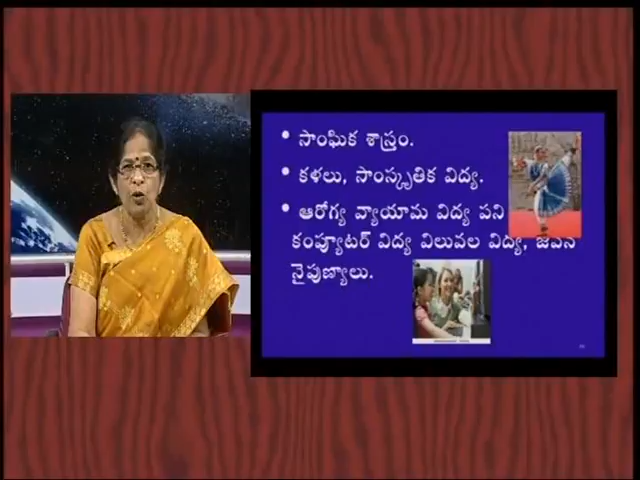 • సాంఘిక శాస్త్రం.
• కళలు, సాంస్కృతిక విద్య.
• ఆరోగ్య వ్యాయామ విద్య పని
కంప్యూటర్ విద్య విలువల విద్య, జీవన
నైపుణ్యాలు.